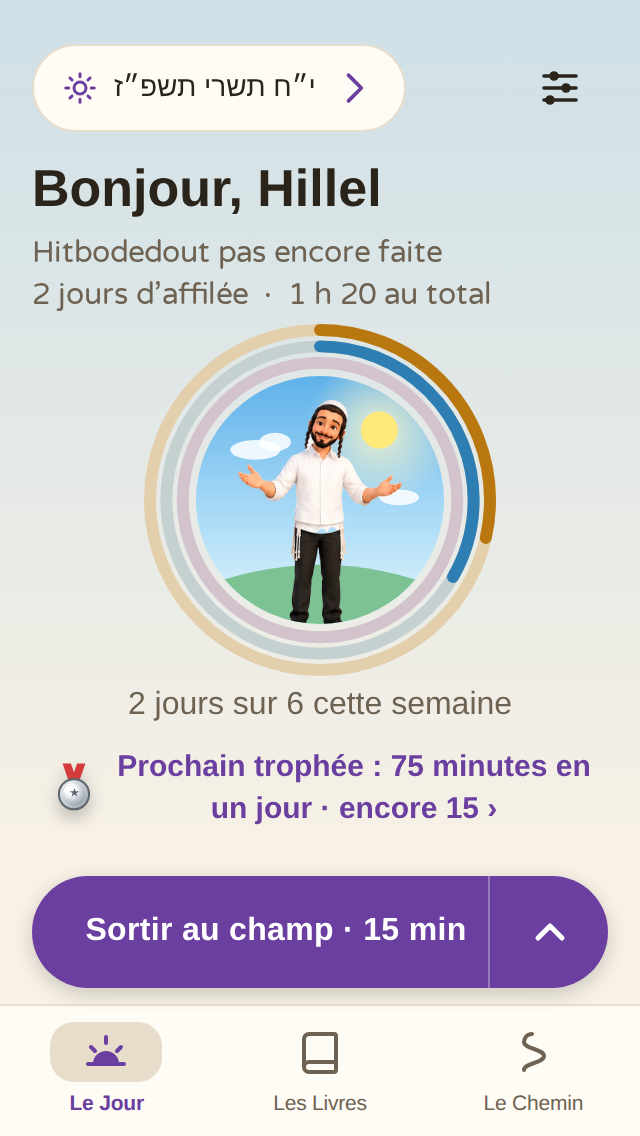 י״ח תשרי תשפ״ז
Bonjour, Hillel
Hitbodedout pas encore faite
2 jours d’affilée · 1 h 20 au total
2 jours sur 6 cette semaine
Prochain trophée : 75 minutes en
un jour · encore 15 ›
Sortir au champ · 15 min
Le Jour
Les Livres
Le Chemin